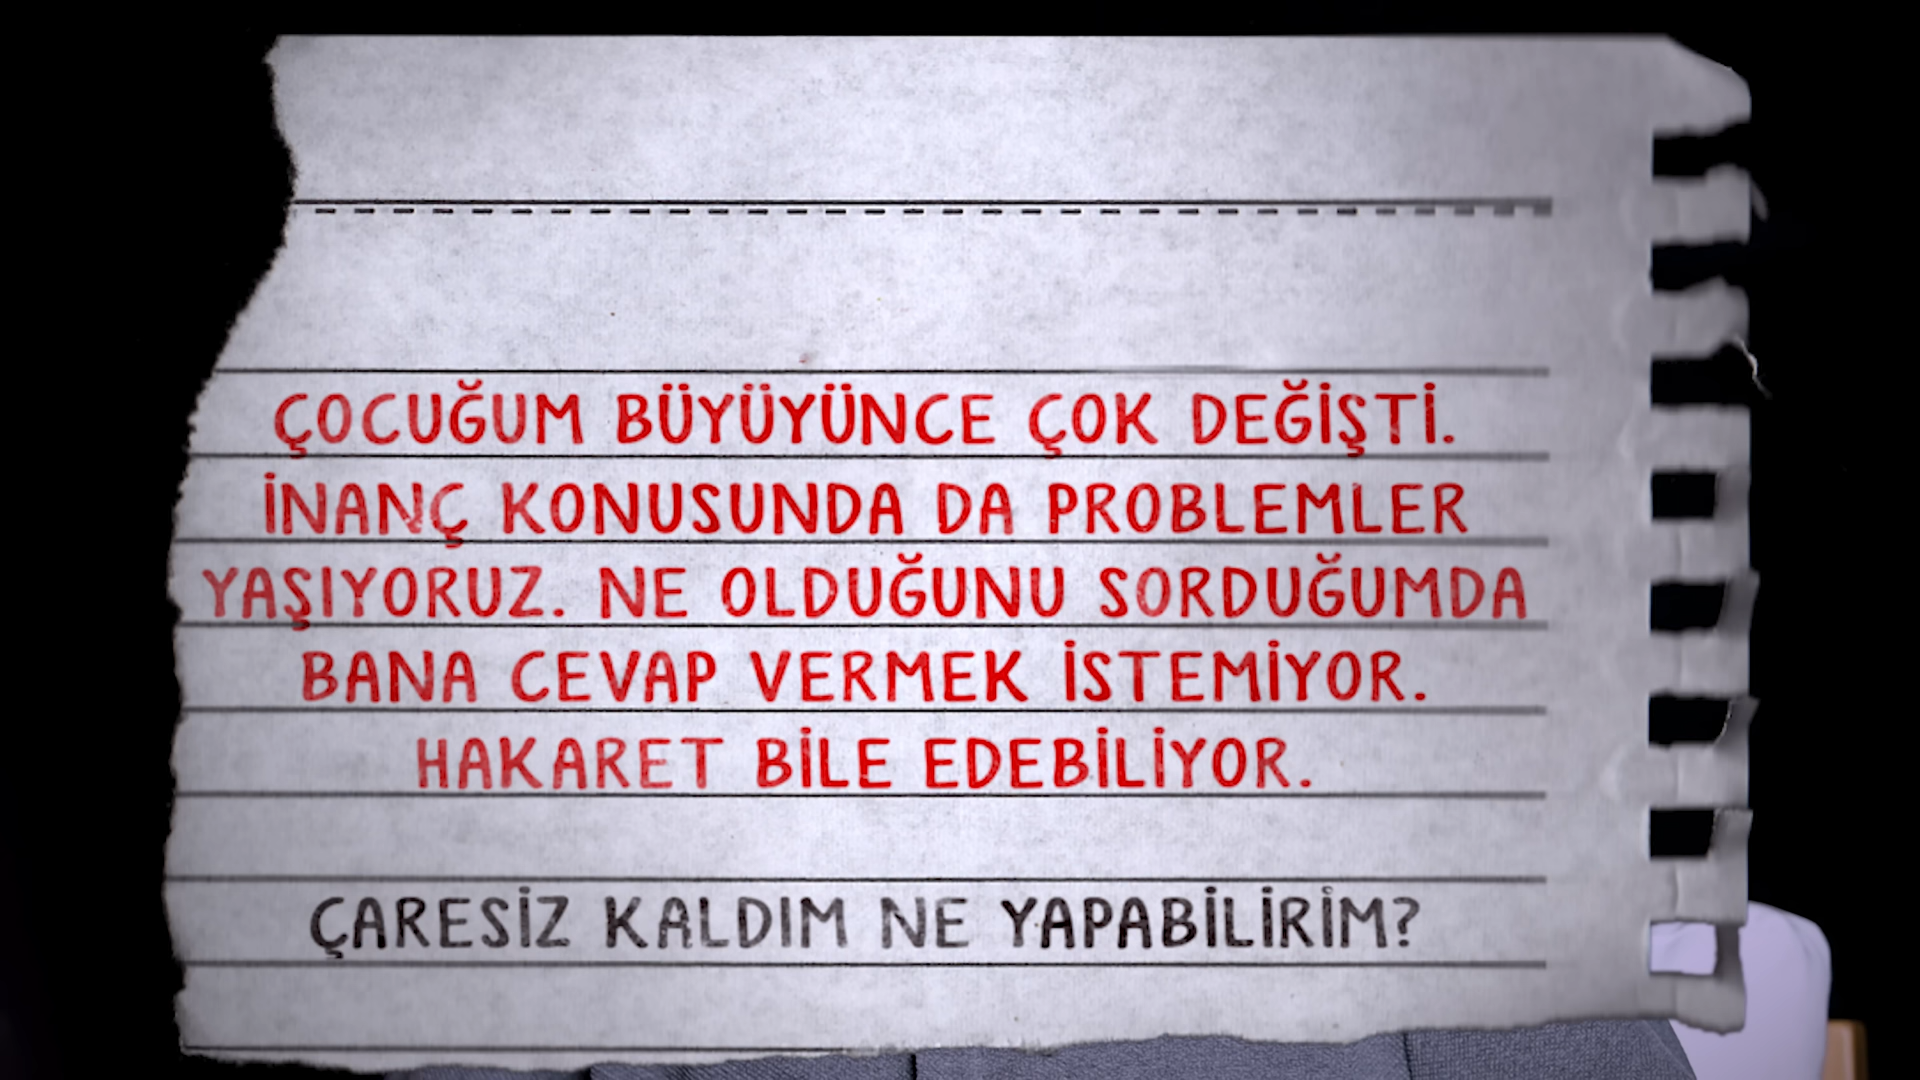 ÇOCUĞUM BÜYÜYÜNCE ÇOK DEĞİŞTİ.
İNANÇ KONUSUNDA DA PROBLEMLER
YAŞIYORUZ. NE OLDUĞUNU SORDUĞUMDA
BANA CEVAP VERMEK İSTEMİYOR.
HAKARET BİLE EDEBİLİYOR.
ÇARESİZ KALDIM NE YAPABİLİRİM?